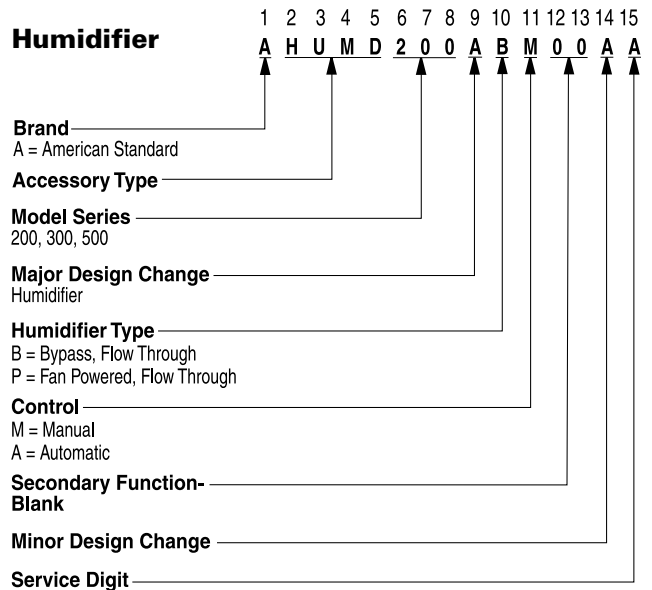 1 2 3 4 5 6 7 8 9 10 11 12 13 14 15
Humidifier
A H U M D 2 0 0 A B M 0 0 A A
Brand
A = American Standard
Accessory Type
Model Series
200, 300, 500
Major Design Change
Humidifier
Humidifier Type
B = Bypass, Flow Through
P = Fan Powered, Flow Through
Control
M = Manual
A = Automatic
Secondary Function-
Blank
Minor Design Change
Service Digit